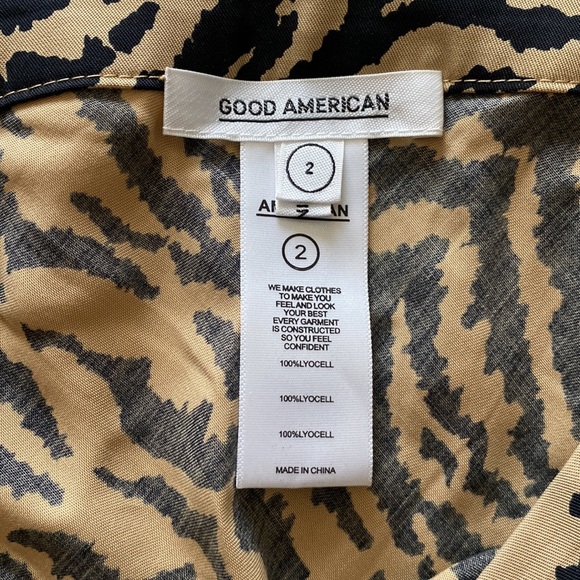 GOOD AMERICAN
2
2
WE MAKE CLOTHES
TO MAKE YOU
FEEL AND LOOK
YOUR BEST
EVERY GARMENT
IS CONSTRUCTED
SO YOU FEEL
CONFIDENT
100%LYOCELL
100%LYOCELL
100%LYOCELL
MADE IN CHINA